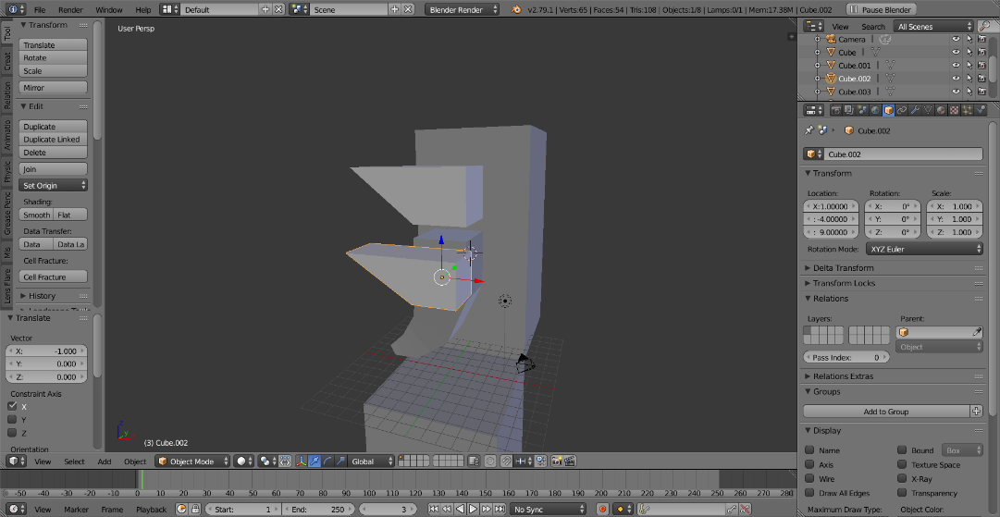 File Render Window Help Default Scene Blender Render v2.79.1 | Verts:65 | Faces:54 | Tris:108 | Objects:1/8 | Lamps:0/1 | Mem:17.38M | Cube.002 Pause Blender
Tool
Creat
Relation
Animatio
Physic
Grease Penc
Mis
Lens Flare
Transform
Translate
Rotate
Scale
Mirror
Edit
Duplicate
Duplicate Linked
Delete
Join
Set Origin
Shading:
Smooth Flat
Data Transfer:
Data Data La
Cell Fracture:
Cell Fracture
History
Translate
Vector
X: -1.000
Y: 0.000
Z: 0.000
Constraint Axis
X
Y
Z
Orientation
User Persp
(3) Cube.002
View Select Add Object Object Mode Global
-50 -40 -30 -20 -10 0 10 20 30 40 50 60 70 80 90 100 110 120 130 140 150 160 170 180 190 200 210 220 230 240 250 260 270 280
View Marker Frame Playback Start: 1 End: 250 3 No Sync
View Search All Scenes
Camera
Cube
Cube.001
Cube.002
Cube.003
Cube.002
Cube.002
Transform
Location: Rotation: Scale:
X:1.00000 X: 0° X: 1.000
: -4.00000 Y: 0° Y: 1.000
: 9.00000 Z: 0° Z: 1.000
Rotation Mode: XYZ Euler
Delta Transform
Transform Locks
Relations
Layers: Parent:
Object
Pass Index: 0
Relations Extras
Groups
Add to Group
Display
Name Bound Box
Axis Texture Space
Wire X-Ray
Draw All Edges Transparency
Maximum Draw Type: Object Color: